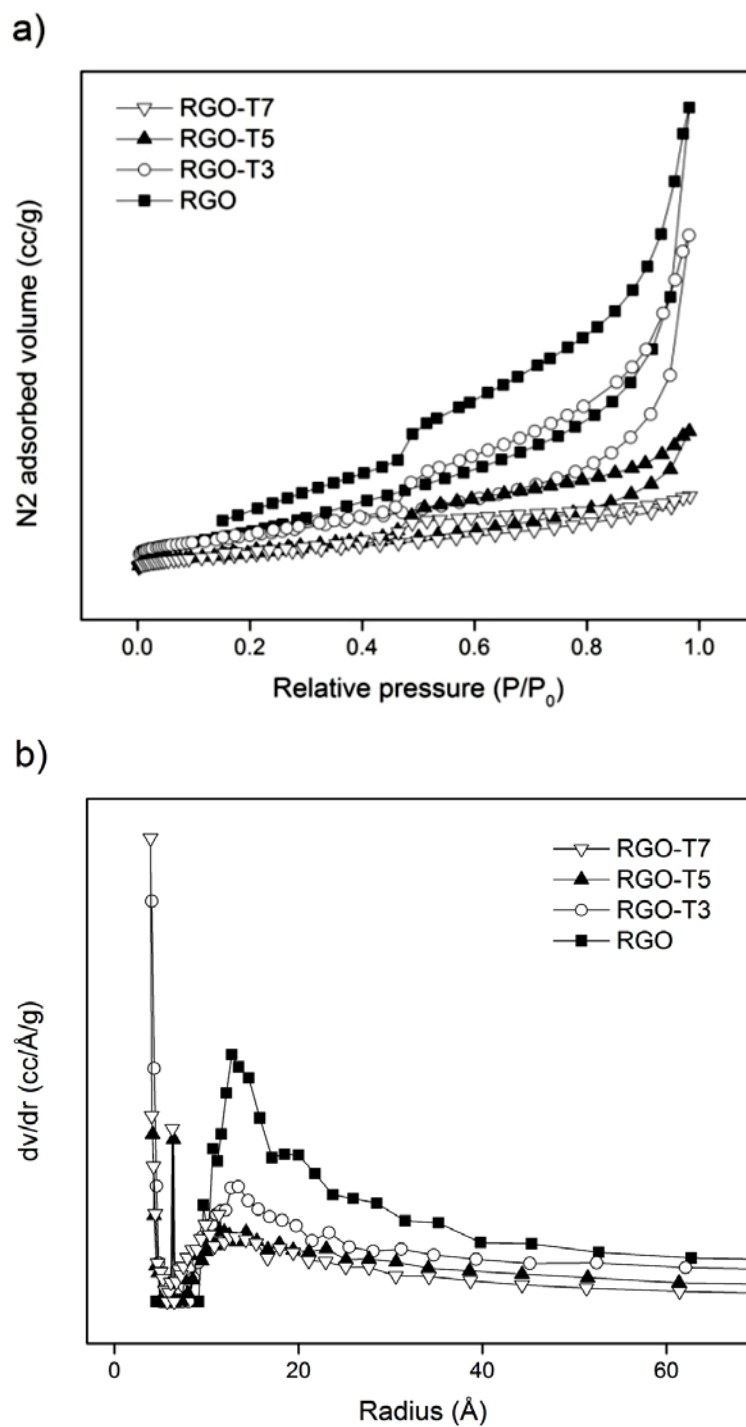 a)
RGO-T7
RGO-T5
RGO-T3
RGO
N2 adsorbed volume (cc/g)
0.0 0.2 0.4 0.6 0.8 1.0
Relative pressure (P/P₀)
b)
RGO-T7
RGO-T5
RGO-T3
RGO
dv/dr (cc/Å/g)
0 20 40 60
Radius (Å)